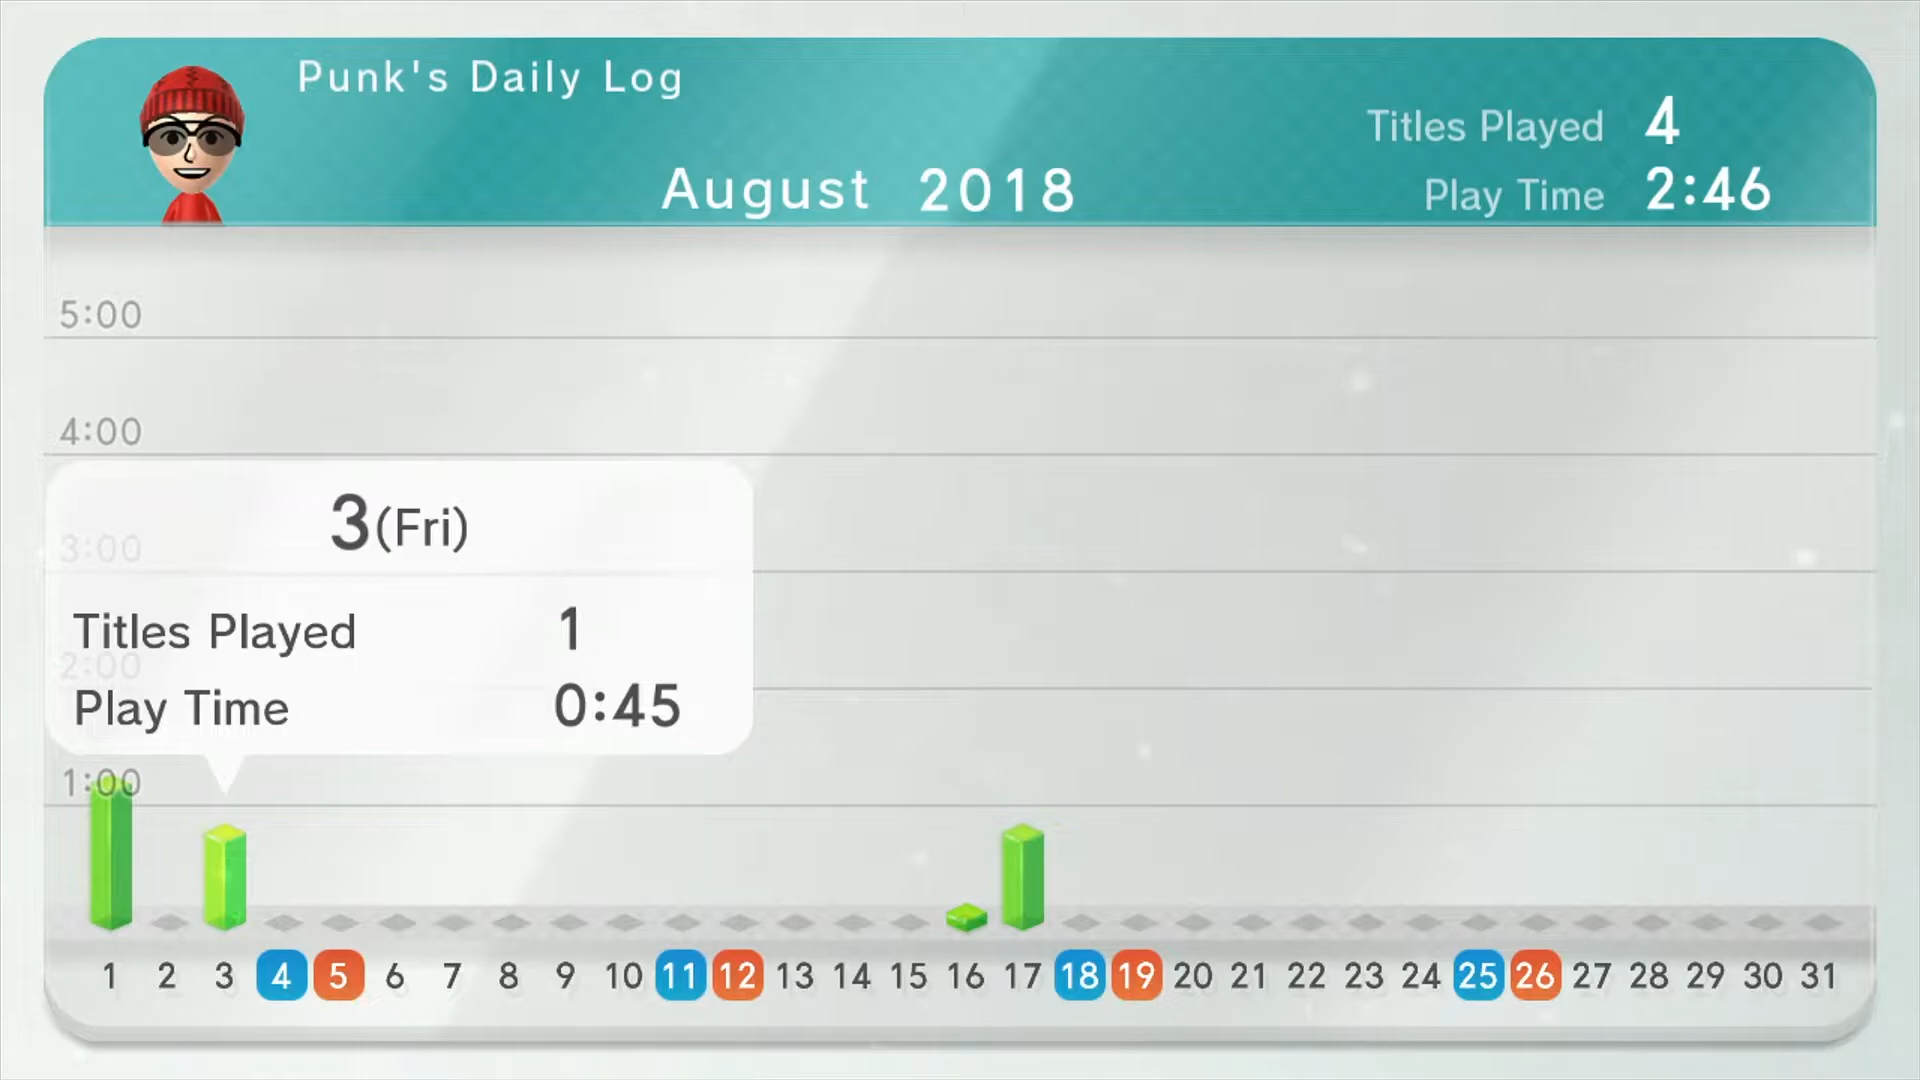 Punk's Daily Log
Titles Played 4
August 2018
Play Time 2:46
5:00
4:00
3(Fri)
3:00
Titles Played 1
2:00
Play Time 0:45
1:00
1 2 3 4 5 6 7 8 9 10 11 12 13 14 15 16 17 18 19 20 21 22 23 24 25 26 27 28 29 30 31